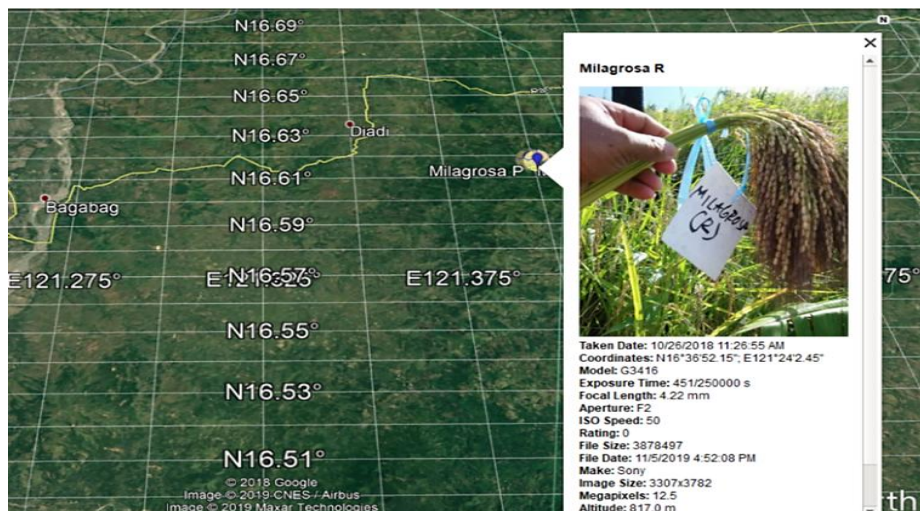 N16.69°
N
N16.67°
N16.65°
N16.63°
Diadi
N16.61°
Milagrosa P
Bagabag
N16.59°
E121.275°
N16.57°
E121.375°
75°
N16.55°
N16.53°
N16.51°
© 2018 Google
Image © 2019 CNES / Airbus
Image © 2019 Maxar Technologies
rth
Milagrosa R
MILAGROSA
(R)
Taken Date: 10/26/2018 11:26:55 AM
Coordinates: N16°36'52.15"; E121°24'2.45"
Model: G3416
Exposure Time: 451/250000 s
Focal Length: 4.22 mm
Aperture: F2
ISO Speed: 50
Rating: 0
File Size: 3878497
File Date: 11/5/2019 4:52:08 PM
Make: Sony
Image Size: 3307x3782
Megapixels: 12.5
Altitude: 817.0 m